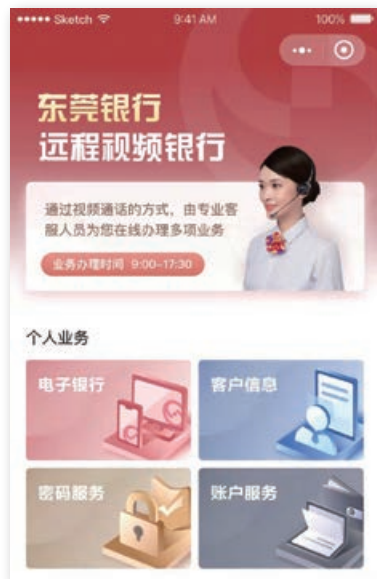 ●●●●● Sketch 9:41 AM 100%
东莞银行
远程视频银行
通过视频通话的方式，由专业客
服人员为您在线办理多项业务
业务办理时间 9:00-17:30
个人业务
电子银行 客户信息
密码服务 账户服务